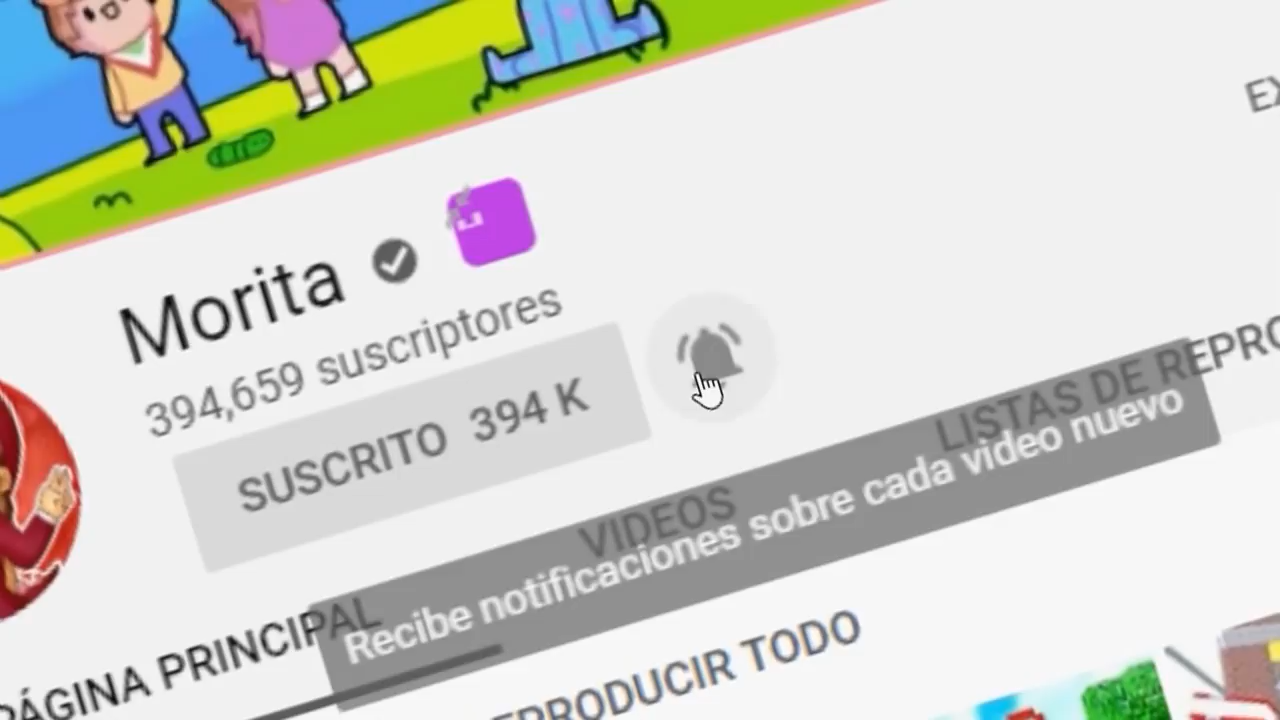 Morita
394,659 suscriptores
SUSCRITO 394 K
LISTAS DE REPRO
VIDEOS
Recibe notificaciones sobre cada video nuevo
PÁGINA PRINCIPAL
REPRODUCIR TODO